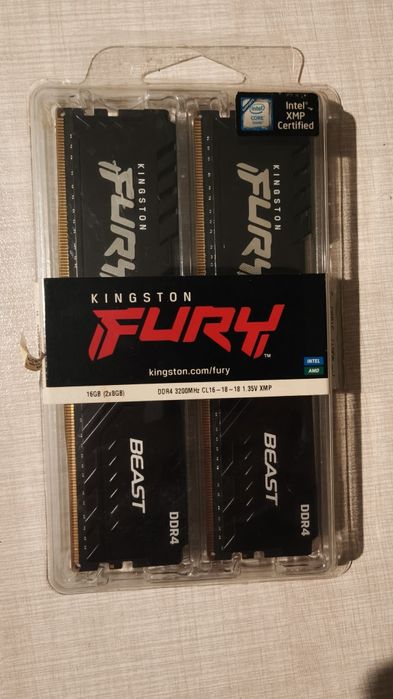 intel
CORE
Intel®
XMP
Certified
KINGSTON
FURY
KINGSTON
FURY
KINGSTON
FURY™
kingston.com/fury
INTEL
AMD
16GB (2x8GB)
DDR4 3200MHz CL16-18-18 1.35V XMP
BEAST
DDR4
BEAST
DDR4